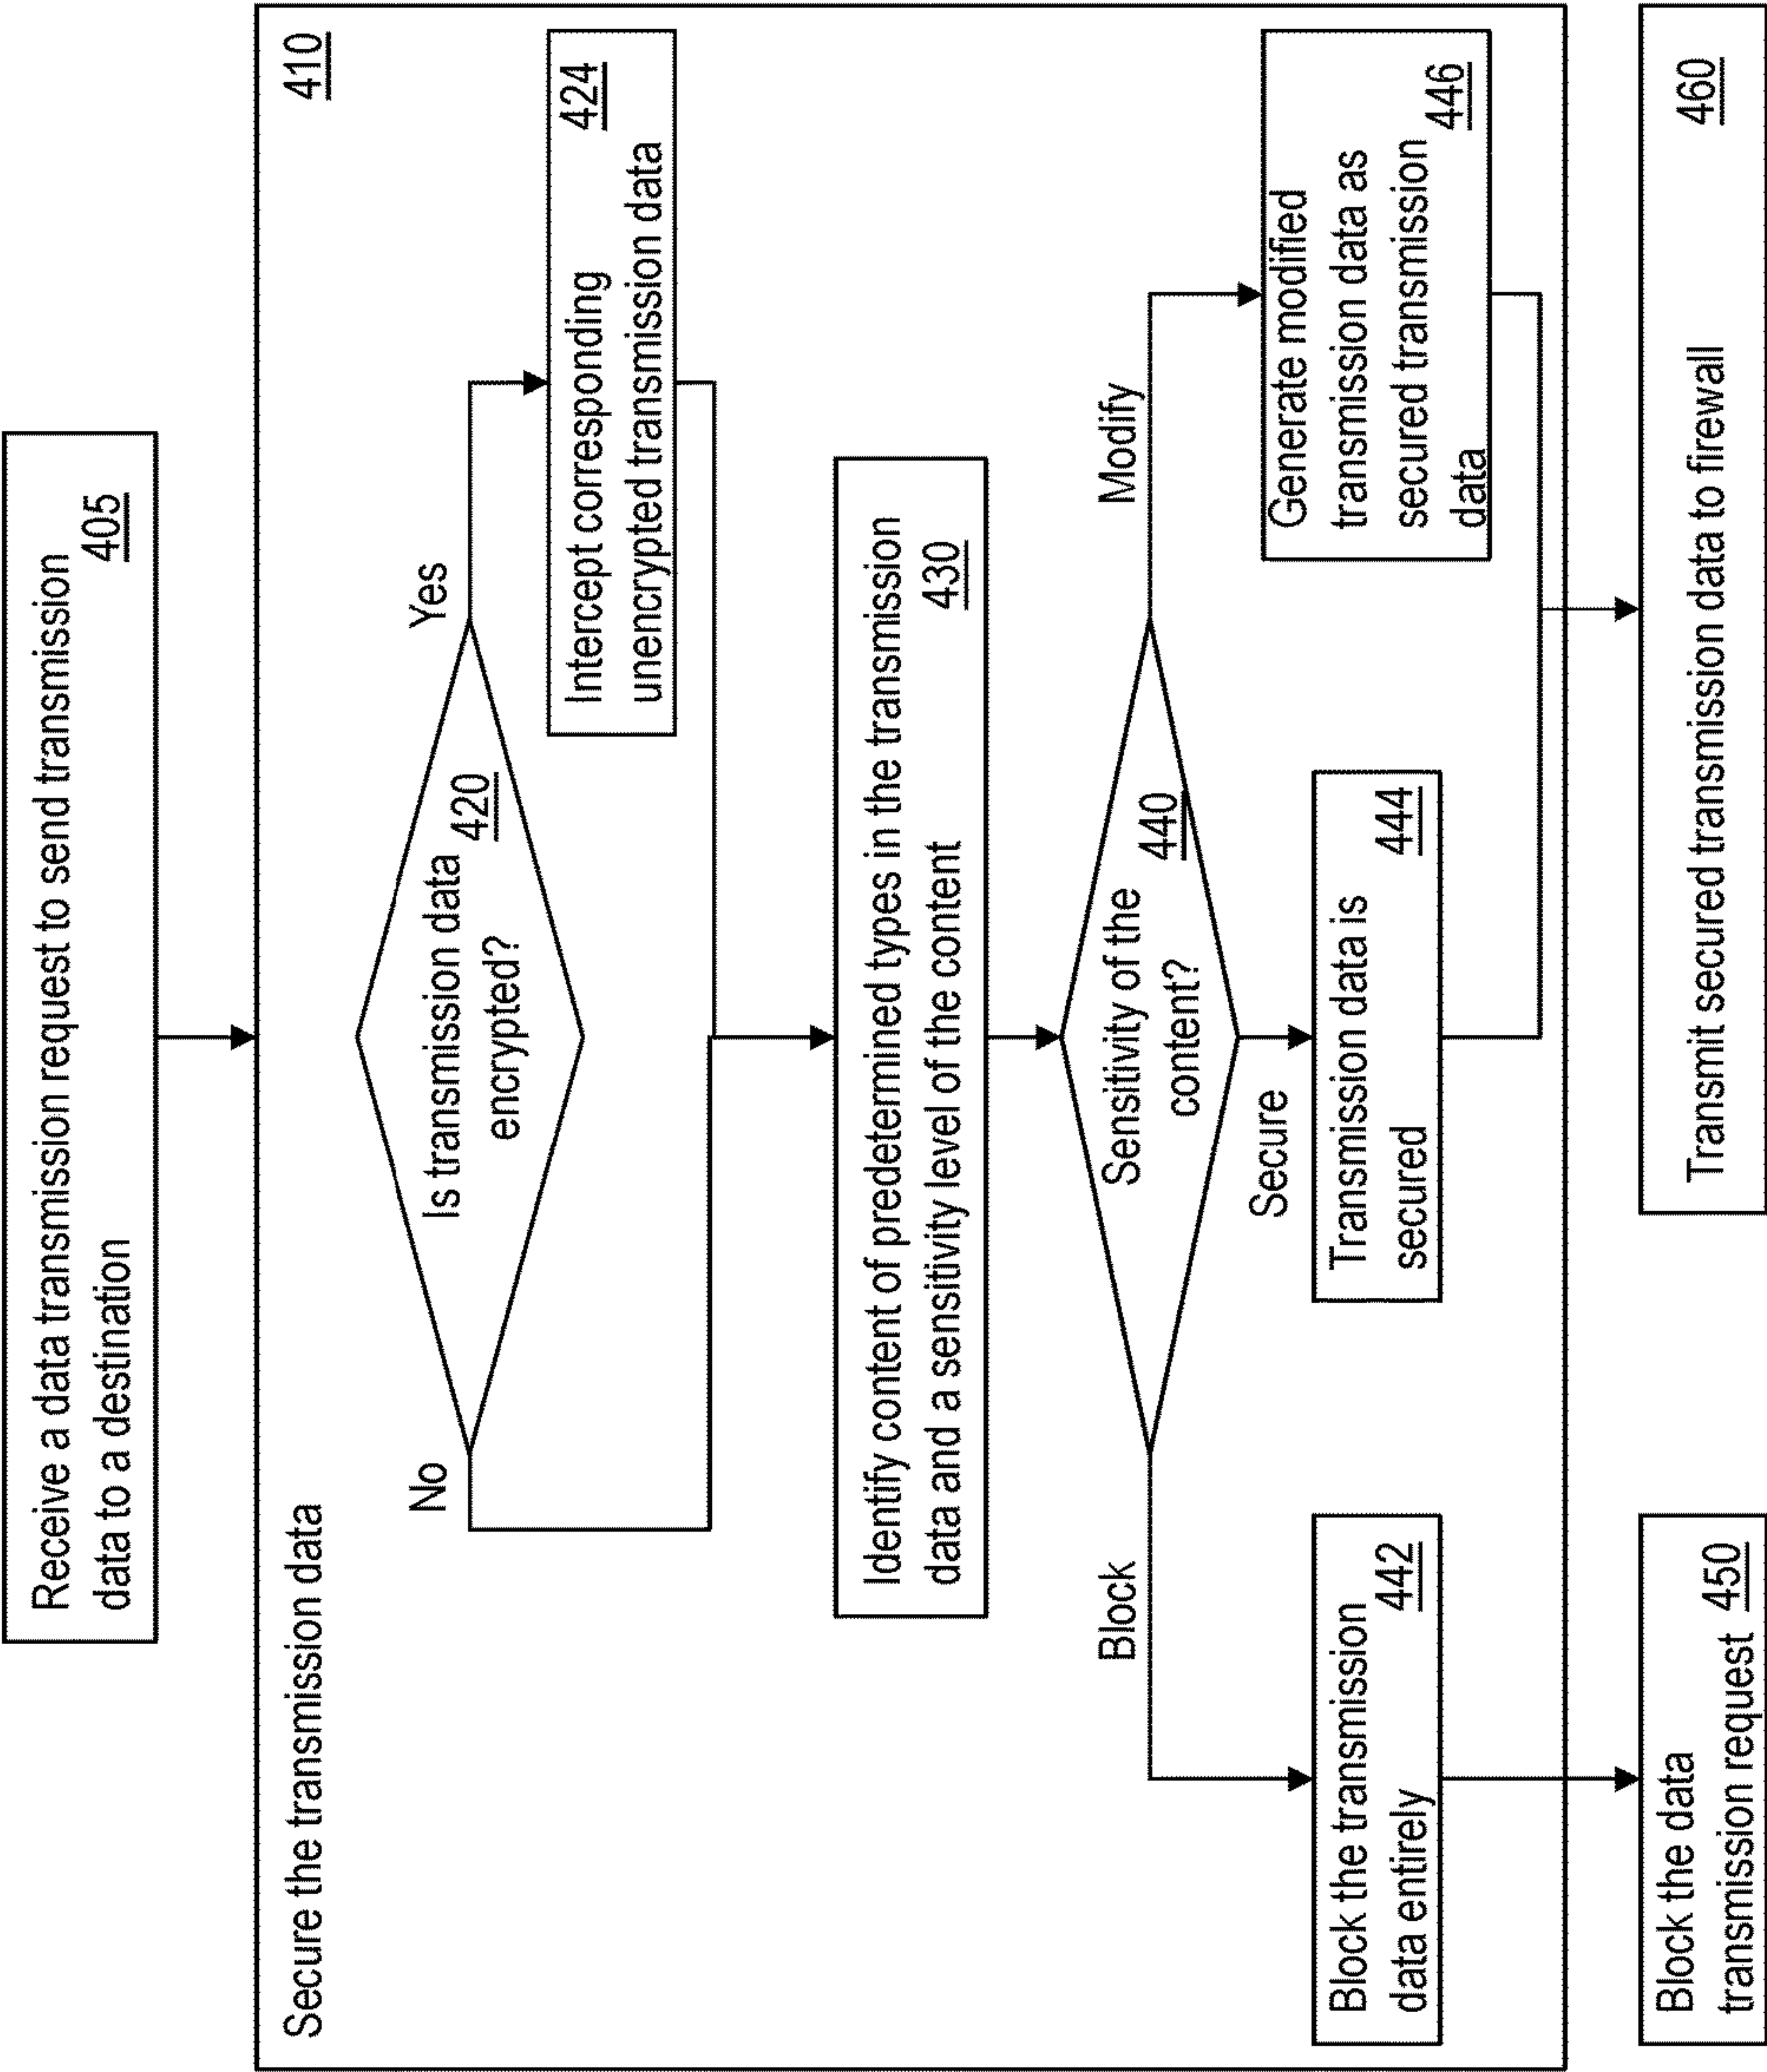 Receive a data transmission request to send transmission
data to a destination
405
Secure the transmission data
410
Is transmission data
encrypted?
420
No
Yes
Intercept corresponding
unencrypted transmission data
424
Identify content of predetermined types in the transmission
data and a sensitivity level of the content
430
Sensitivity of the
content?
440
Block
Secure
Modify
Block the transmission
data entirely
442
Transmission data is
secured
444
Generate modified
transmission data as
secured transmission
data
446
Block the data
transmission request
450
Transmit secured transmission data to firewall
460